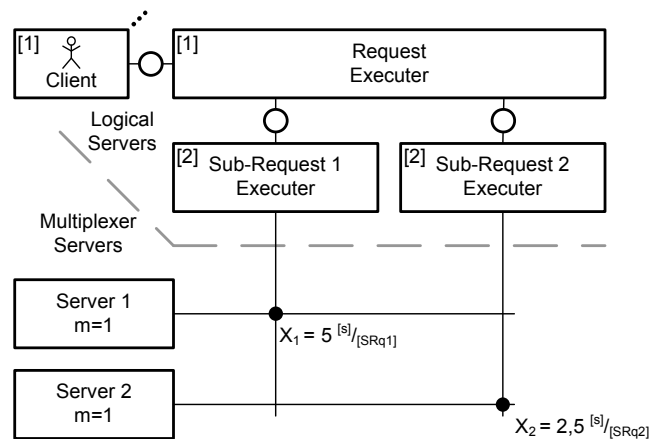 [1]
Client
[1]
Request
Executer
Logical
Servers
[2]
Sub-Request 1
Executer
[2]
Sub-Request 2
Executer
Multiplexer
Servers
Server 1
m=1
X₁ = 5 [s]/[SRq1]
Server 2
m=1
X₂ = 2,5 [s]/[SRq2]